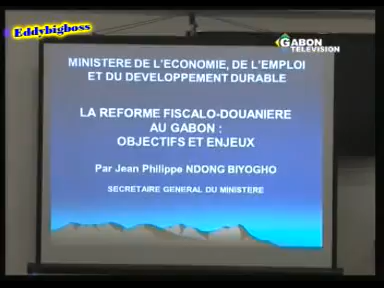 Eddybigboss
GABON
TELEVISION
MINISTERE DE L'ECONOMIE, DE L'EMPLOI
ET DU DEVELOPPEMENT DURABLE
LA REFORME FISCALO-DOUANIERE
AU GABON :
OBJECTIFS ET ENJEUX
Par Jean Philippe NDONG BIYOGHO
SECRETAIRE GENERAL DU MINISTERE